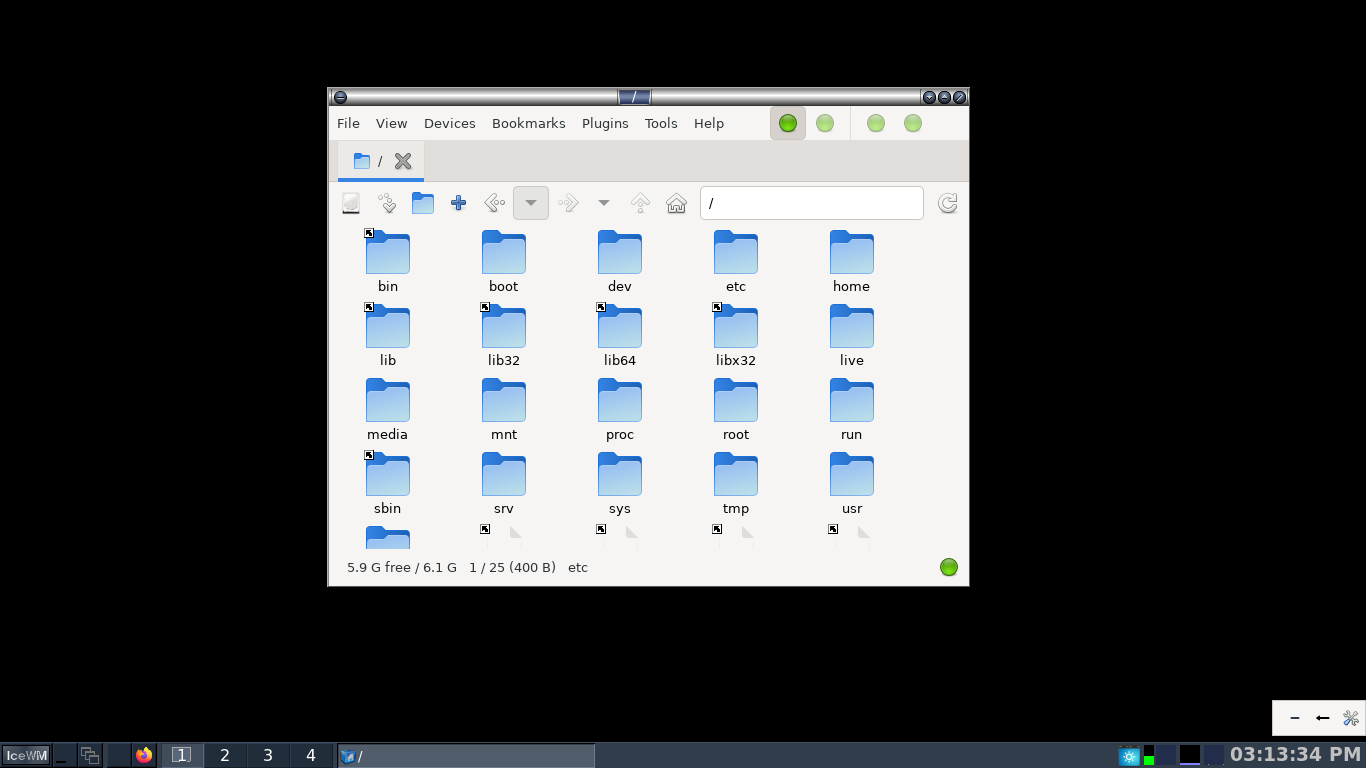 /
File View Devices Bookmarks Plugins Tools Help
/
/
bin boot dev etc home
lib lib32 lib64 libx32 live
media mnt proc root run
sbin srv sys tmp usr
5.9 G free / 6.1 G 1 / 25 (400 B) etc
IceWM 1 2 3 4 / 03:13:34 PM